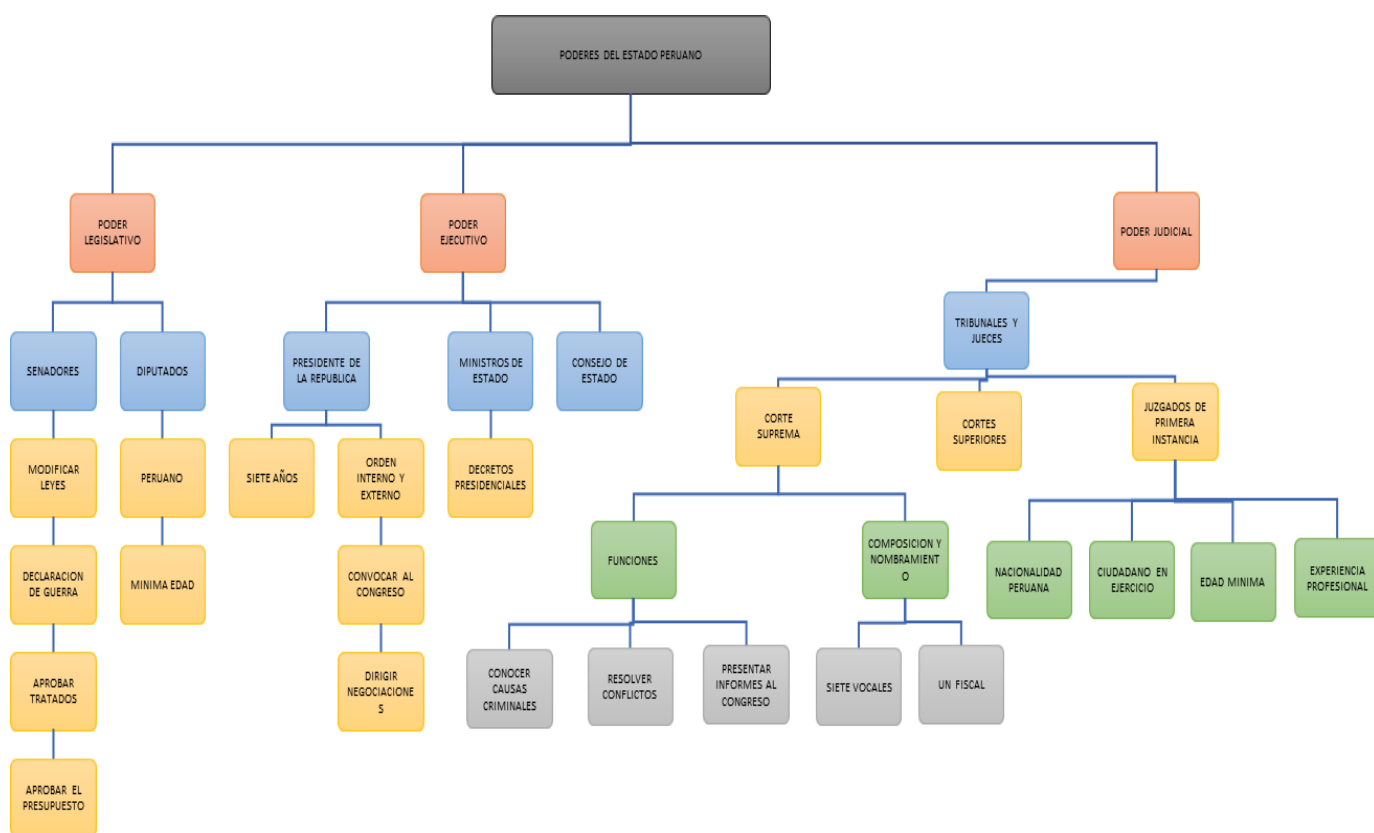 PODERES DEL ESTADO PERUANO
PODER
LEGISLATIVO
PODER
EJECUTIVO
PODER JUDICIAL
SENADORES
DIPUTADOS
PRESIDENTE DE
LA REPUBLICA
MINISTROS DE
ESTADO
CONSEJO DE
ESTADO
TRIBUNALES Y
JUECES
MODIFICAR
LEYES
PERUANO
SIETE AÑOS
ORDEN
INTERNO Y
EXTERNO
DECRETOS
PRESIDENCIALES
CORTE
SUPREMA
CORTES
SUPERIORES
JUZGADOS DE
PRIMERA
INSTANCIA
DECLARACION
DE GUERRA
MINIMA EDAD
CONVOCAR AL
CONGRESO
FUNCIONES
COMPOSICION Y
NOMBRAMIENT
O
NACIONALIDAD
PERUANA
CIUDADANO EN
EJERCICIO
EDAD MINIMA
EXPERIENCIA
PROFESIONAL
APROBAR
TRATADOS
DIRIGIR
NEGOCIACIONE
S
CONOCER
CAUSAS
CRIMINALES
RESOLVER
CONFLICTOS
PRESENTAR
INFORMES AL
CONGRESO
SIETE VOCALES
UN FISCAL
APROBAR EL
PRESUPUESTO